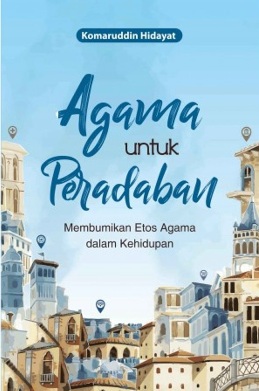 Komaruddin Hidayat
Agama
untuk
Peradaban
Membumikan Etos Agama
dalam Kehidupan